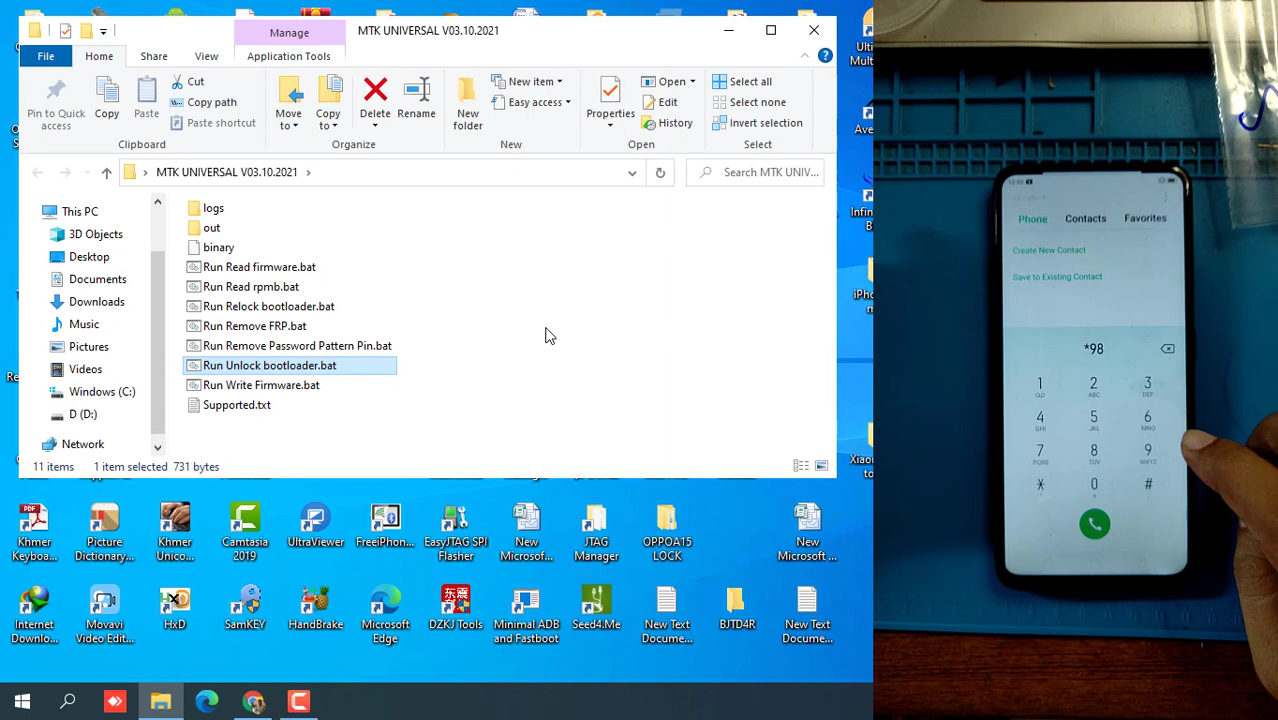 Manage
MTK UNIVERSAL V03.10.2021
File
Home
Share
View
Application Tools
Pin to Quick access
Copy
Paste
Cut
Copy path
Paste shortcut
Clipboard
Move to
Copy to
Delete
Rename
Organize
New folder
New item
Easy access
New
Properties
Open
Edit
History
Open
Select all
Select none
Invert selection
Select
MTK UNIVERSAL V03.10.2021
Search MTK UNIV...
This PC
3D Objects
Desktop
Documents
Downloads
Music
Pictures
Videos
Windows (C:)
D (D:)
Network
logs
out
binary
Run Read firmware.bat
Run Read rpmb.bat
Run Relock bootloader.bat
Run Remove FRP.bat
Run Remove Password Pattern Pin.bat
Run Unlock bootloader.bat
Run Write Firmware.bat
Supported.txt
11 items
1 item selected 731 bytes
PDF
Khmer Keyboa...
Picture Dictionary...
Khmer Unico...
Camtasia 2019
UltraViewer
FreeiPhon...
EasyJTAG SPI Flasher
New Microsof...
JTAG Manager
OPPOA15 LOCK
New Microsoft ...
Internet Downlo...
Movavi Video Edit...
HxD
SamKEY
HandBrake
Microsoft Edge
DZKJ Tools
Minimal ADB and Fastboot
Seed4.Me
New Text Docume...
BJTD4R
New Text Docume...
Phone
Contacts
Favorites
Create New Contact
Save to Existing Contact
*98
1
2 ABC
3 DEF
4 GHI
5 JKL
6 MNO
7 PQRS
8 TUV
9 WXYZ
*
0
#